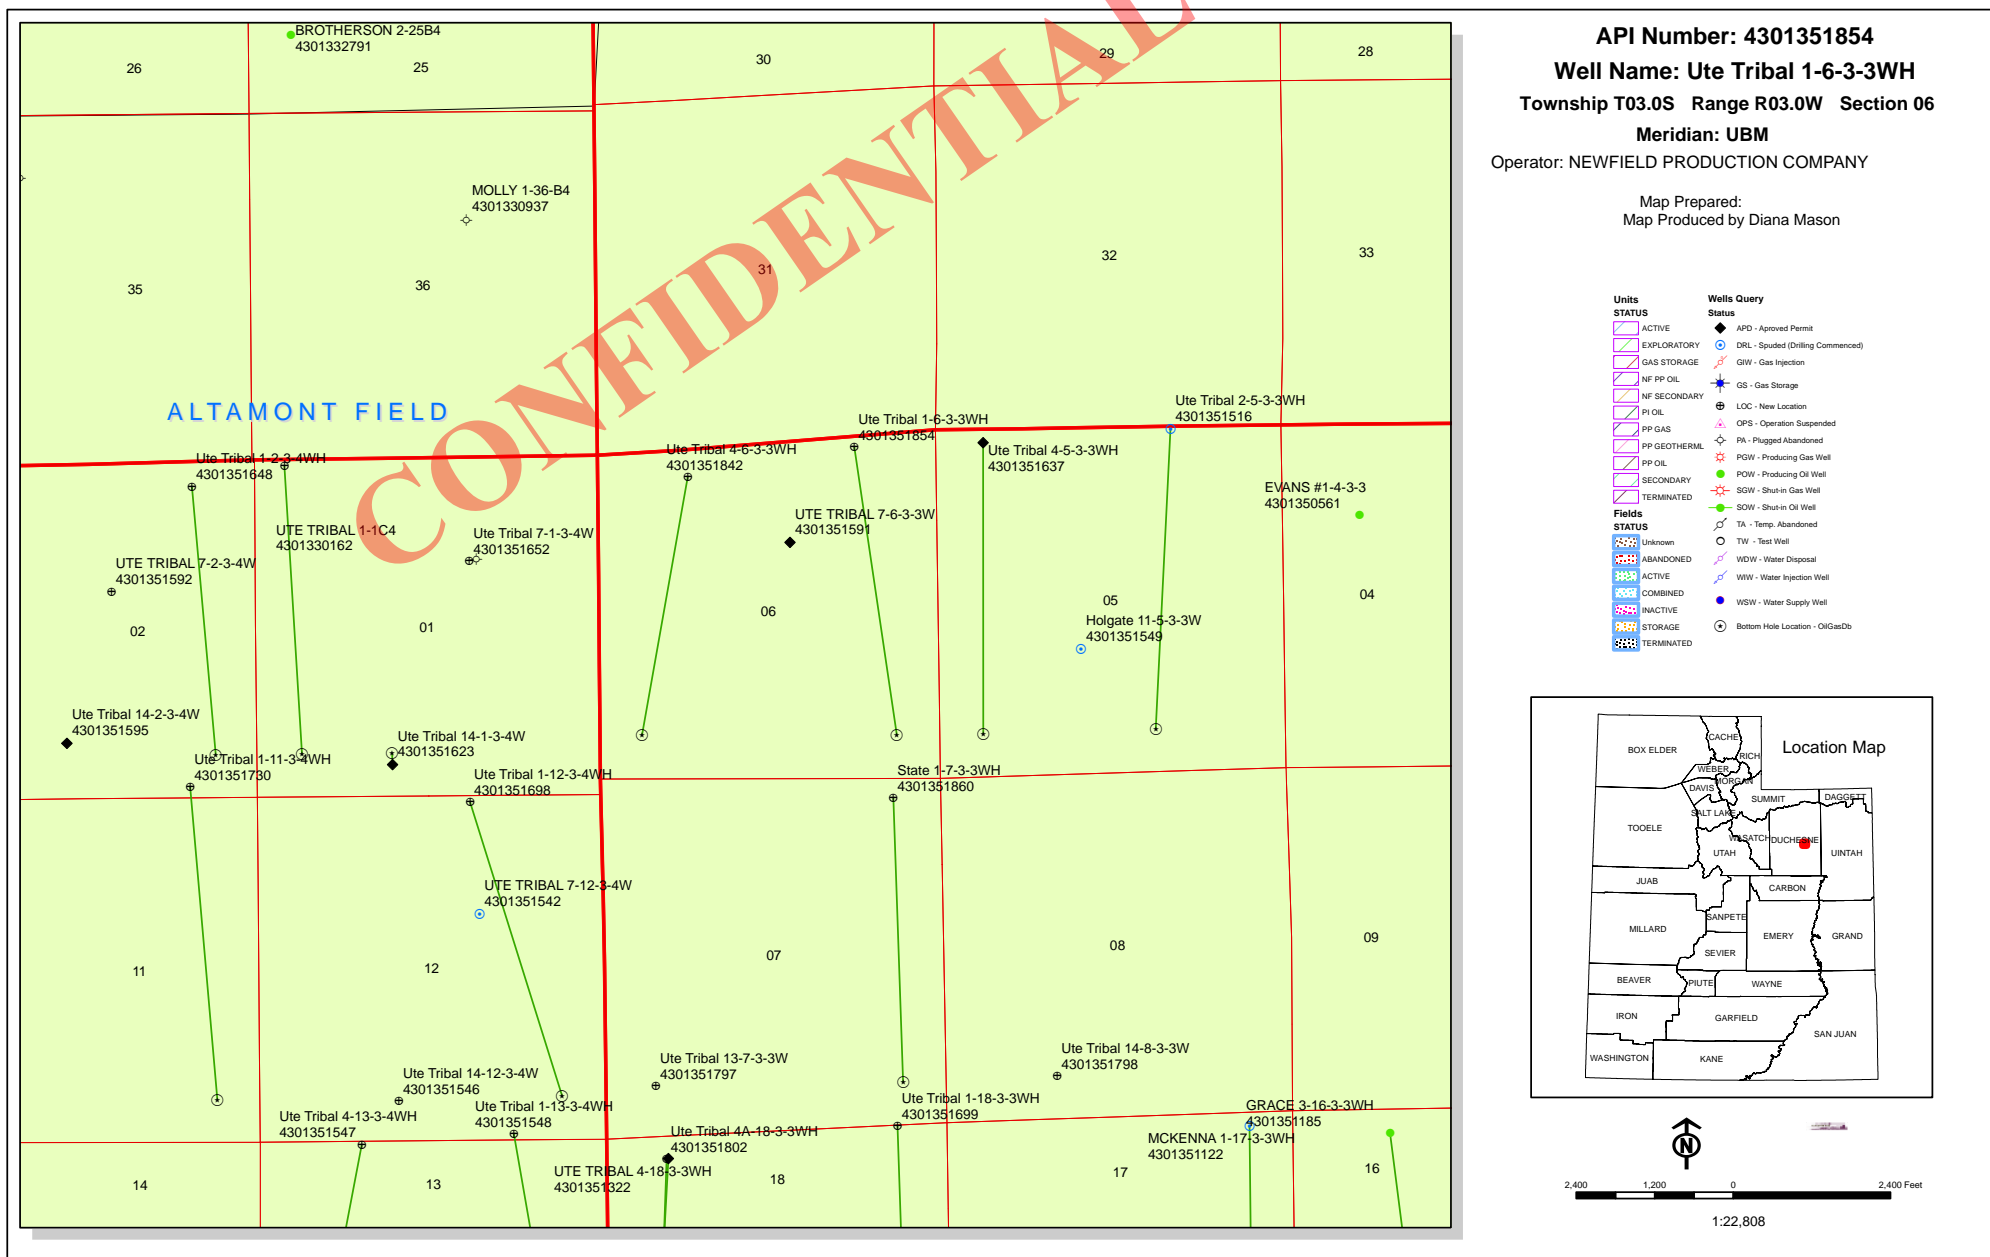 API Number: 4301351854
Well Name: Ute Tribal 1-6-3-3WH
Township T03.0S Range R03.0W Section 06
Meridian: UBM
Operator: NEWFIELD PRODUCTION COMPANY
Map Prepared:
Map Produced by Diana Mason
CONFIDENTIAL
BROTHERSON 2-25B4
4301332791
26
25
30
29
28
MOLLY 1-36-B4
4301330937
35
36
31
32
33
ALTAMONT FIELD
Ute Tribal 1-2-3-4WH
4301351648
UTE TRIBAL 1-1C4
4301330162
Ute Tribal 7-1-3-4W
4301351652
UTE TRIBAL 7-2-3-4W
4301351592
Ute Tribal 4-6-3-3WH
4301351842
Ute Tribal 1-6-3-3WH
4301351854
UTE TRIBAL 7-6-3-3W
4301351591
Ute Tribal 4-5-3-3WH
4301351637
Ute Tribal 2-5-3-3WH
4301351516
EVANS #1-4-3-3
4301350561
Holgate 11-5-3-3W
4301351549
02
01
06
05
04
Ute Tribal 14-2-3-4W
4301351595
Ute Tribal 1-11-3-4WH
4301351730
Ute Tribal 14-1-3-4W
4301351623
Ute Tribal 1-12-3-4WH
4301351698
State 1-7-3-3WH
4301351860
UTE TRIBAL 7-12-3-4W
4301351542
11
12
07
08
09
Ute Tribal 14-12-3-4W
4301351546
Ute Tribal 4-13-3-4WH
4301351547
Ute Tribal 1-13-3-4WH
4301351548
Ute Tribal 13-7-3-3W
4301351797
Ute Tribal 4A-18-3-3WH
4301351802
UTE TRIBAL 4-18-3-3WH
4301351322
Ute Tribal 1-18-3-3WH
4301351699
Ute Tribal 14-8-3-3W
4301351798
GRACE 3-16-3-3WH
4301351185
MCKENNA 1-17-3-3WH
4301351122
14
13
18
17
16
Units
STATUS
ACTIVE
EXPLORATORY
GAS STORAGE
NF PP OIL
NF SECONDARY
PI OIL
PP GAS
PP GEOTHERML
PP OIL
SECONDARY
TERMINATED
Fields
STATUS
Unknown
ABANDONED
ACTIVE
COMBINED
INACTIVE
STORAGE
TERMINATED
Wells Query
Status
APD - Aproved Permit
DRL - Spuded (Drilling Commenced)
GIW - Gas Injection
GS - Gas Storage
LOC - New Location
OPS - Operation Suspended
PA - Plugged Abandoned
PGW - Producing Gas Well
POW - Producing Oil Well
SGW - Shut-in Gas Well
SOW - Shut-in Oil Well
TA - Temp. Abandoned
TW - Test Well
WDW - Water Disposal
WIW - Water Injection Well
WSW - Water Supply Well
Bottom Hole Location - OilGasDb
Location Map
BOX ELDER
CACHE
RICH
WEBER
MORGAN
DAVIS
SUMMIT
DAGGETT
SALT LAKE
TOOELE
WASATCH
DUCHESNE
UTAH
UINTAH
JUAB
CARBON
SANPETE
MILLARD
EMERY
GRAND
SEVIER
BEAVER
PIUTE
WAYNE
IRON
GARFIELD
SAN JUAN
WASHINGTON
KANE
N
2,400 1,200 0 2,400 Feet
1:22,808